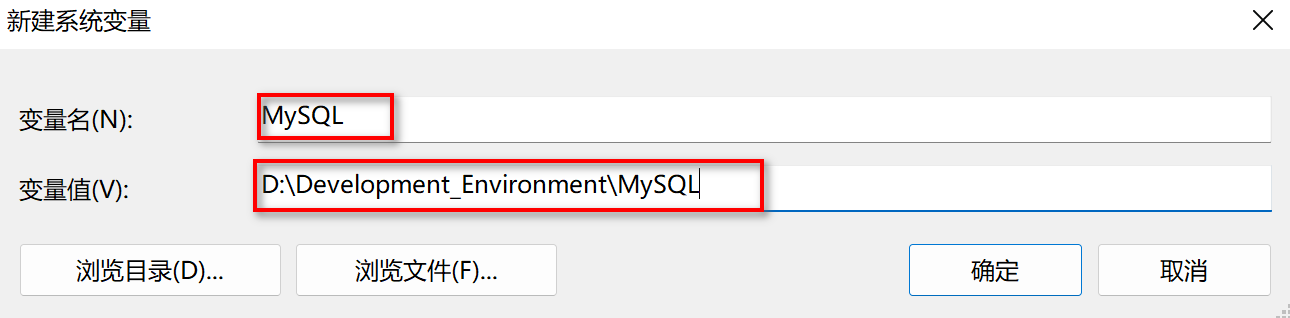 新建系统变量
变量名(N): MySQL
变量值(V): D:\Development_Environment\MySQL
浏览目录(D)... 浏览文件(F)... 确定 取消